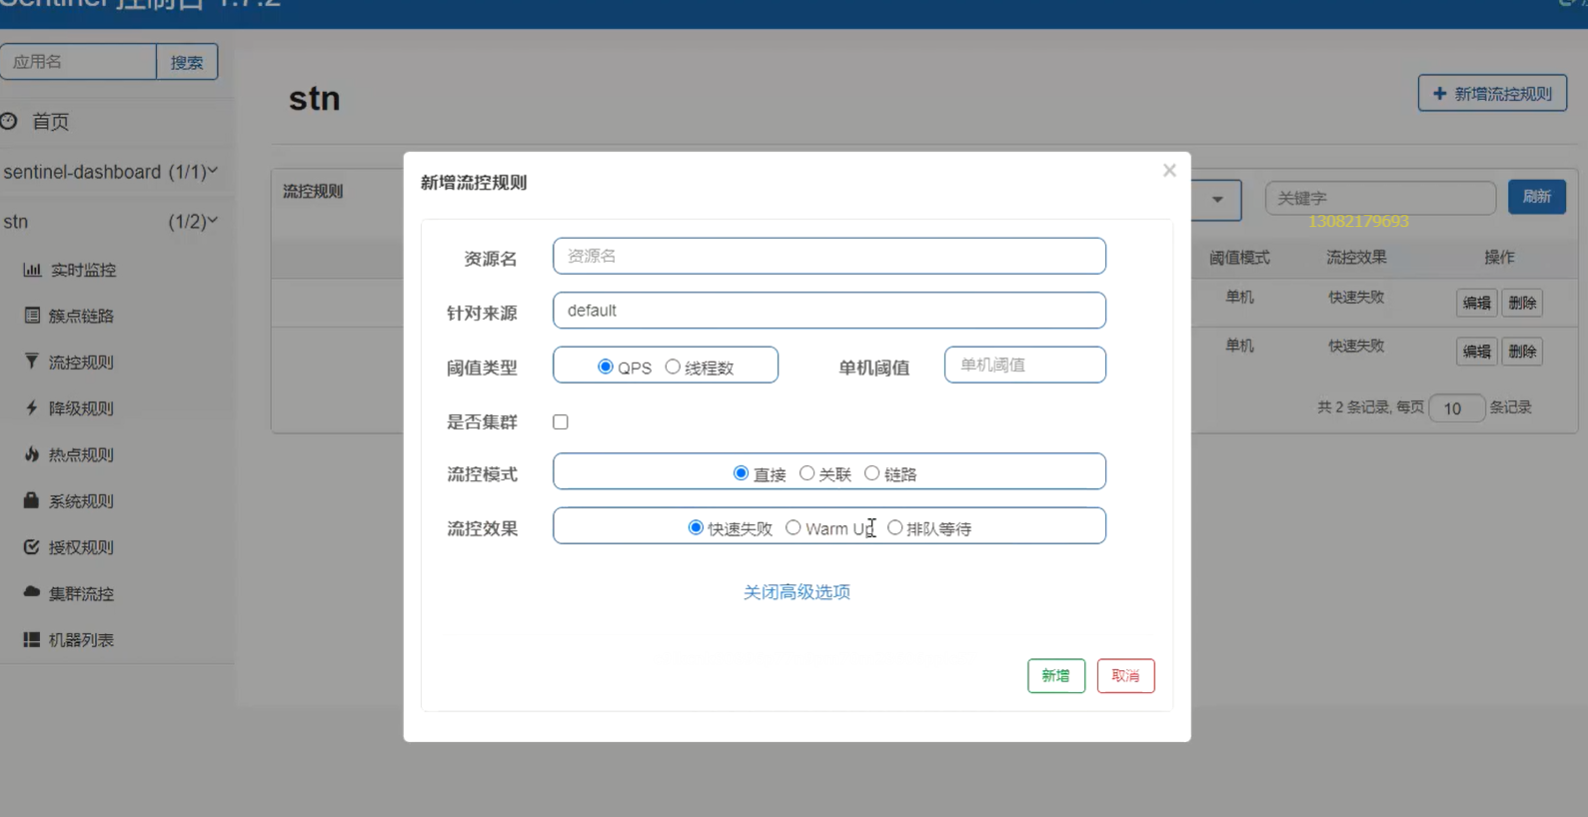 Sentinel 控制台 1.7.2
应用名 搜索
首页
sentinel-dashboard (1/1)
stn (1/2)
实时监控
簇点链路
流控规则
降级规则
热点规则
系统规则
授权规则
集群流控
机器列表
stn
新增流控规则
流控规则
关键字 刷新
13082179693
阈值模式 流控效果 操作
单机 快速失败 编辑 删除
单机 快速失败 编辑 删除
共 2 条记录, 每页 10 条记录
新增流控规则
资源名 资源名
针对来源 default
阈值类型 QPS 线程数 单机阈值 单机阈值
是否集群
流控模式 直接 关联 链路
流控效果 快速失败 Warm Up 排队等待
关闭高级选项
新增 取消